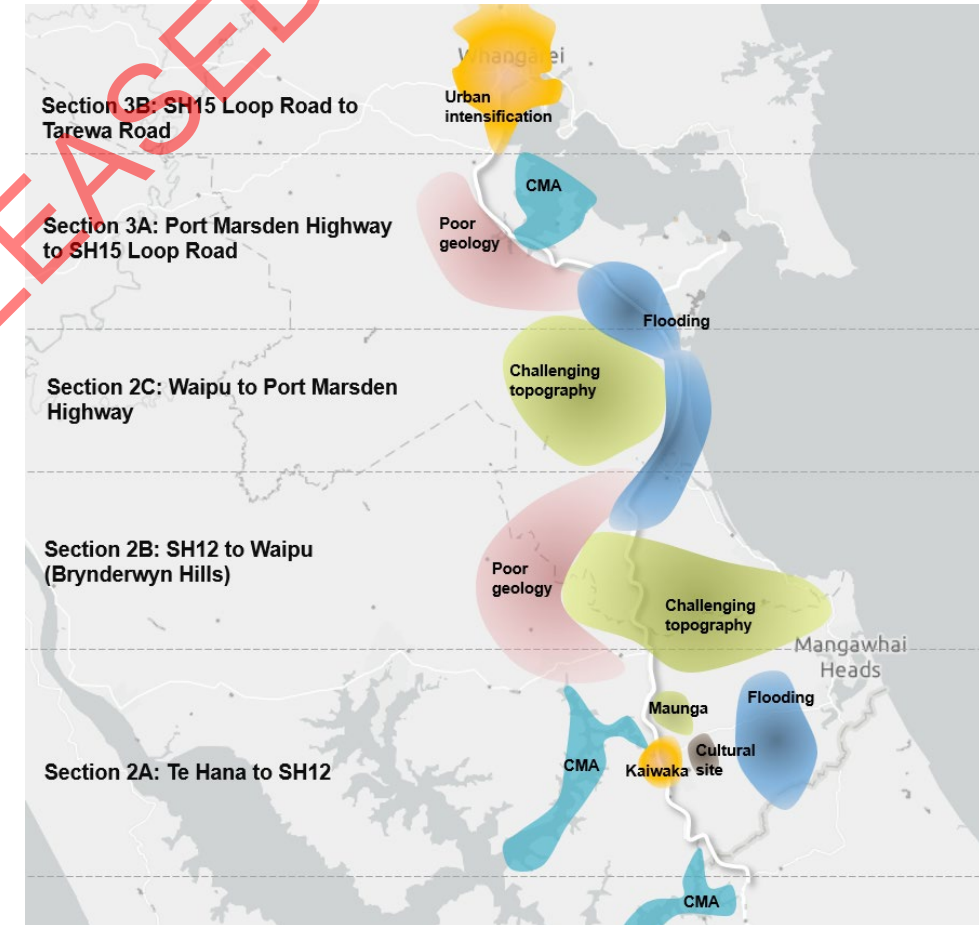 Whangārei
Urban
intensification
Section 3B: SH15 Loop Road to
Tarewa Road
CMA
Section 3A: Port Marsden Highway
to SH15 Loop Road
Poor
geology
Flooding
Section 2C: Waipu to Port Marsden
Highway
Challenging
topography
Section 2B: SH12 to Waipu
(Brynderwyn Hills)
Poor
geology
Challenging
topography
Mangawhai
Heads
Maunga
Flooding
Cultural
site
Kaiwaka
CMA
Section 2A: Te Hana to SH12
CMA
LEASED